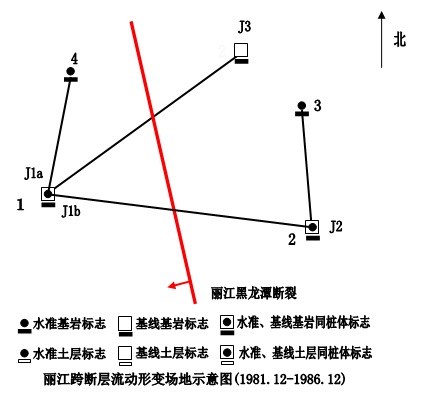 J3
4
北
3
J1a
1
J1b
2
J2
丽江黑龙潭断裂
水准基岩标志 基线基岩标志 水准、基线基岩同桩体标志
水准土层标志 基线土层标志 水准、基线土层同桩体标志
丽江跨断层流动形变场地示意图(1981.12-1986.12)